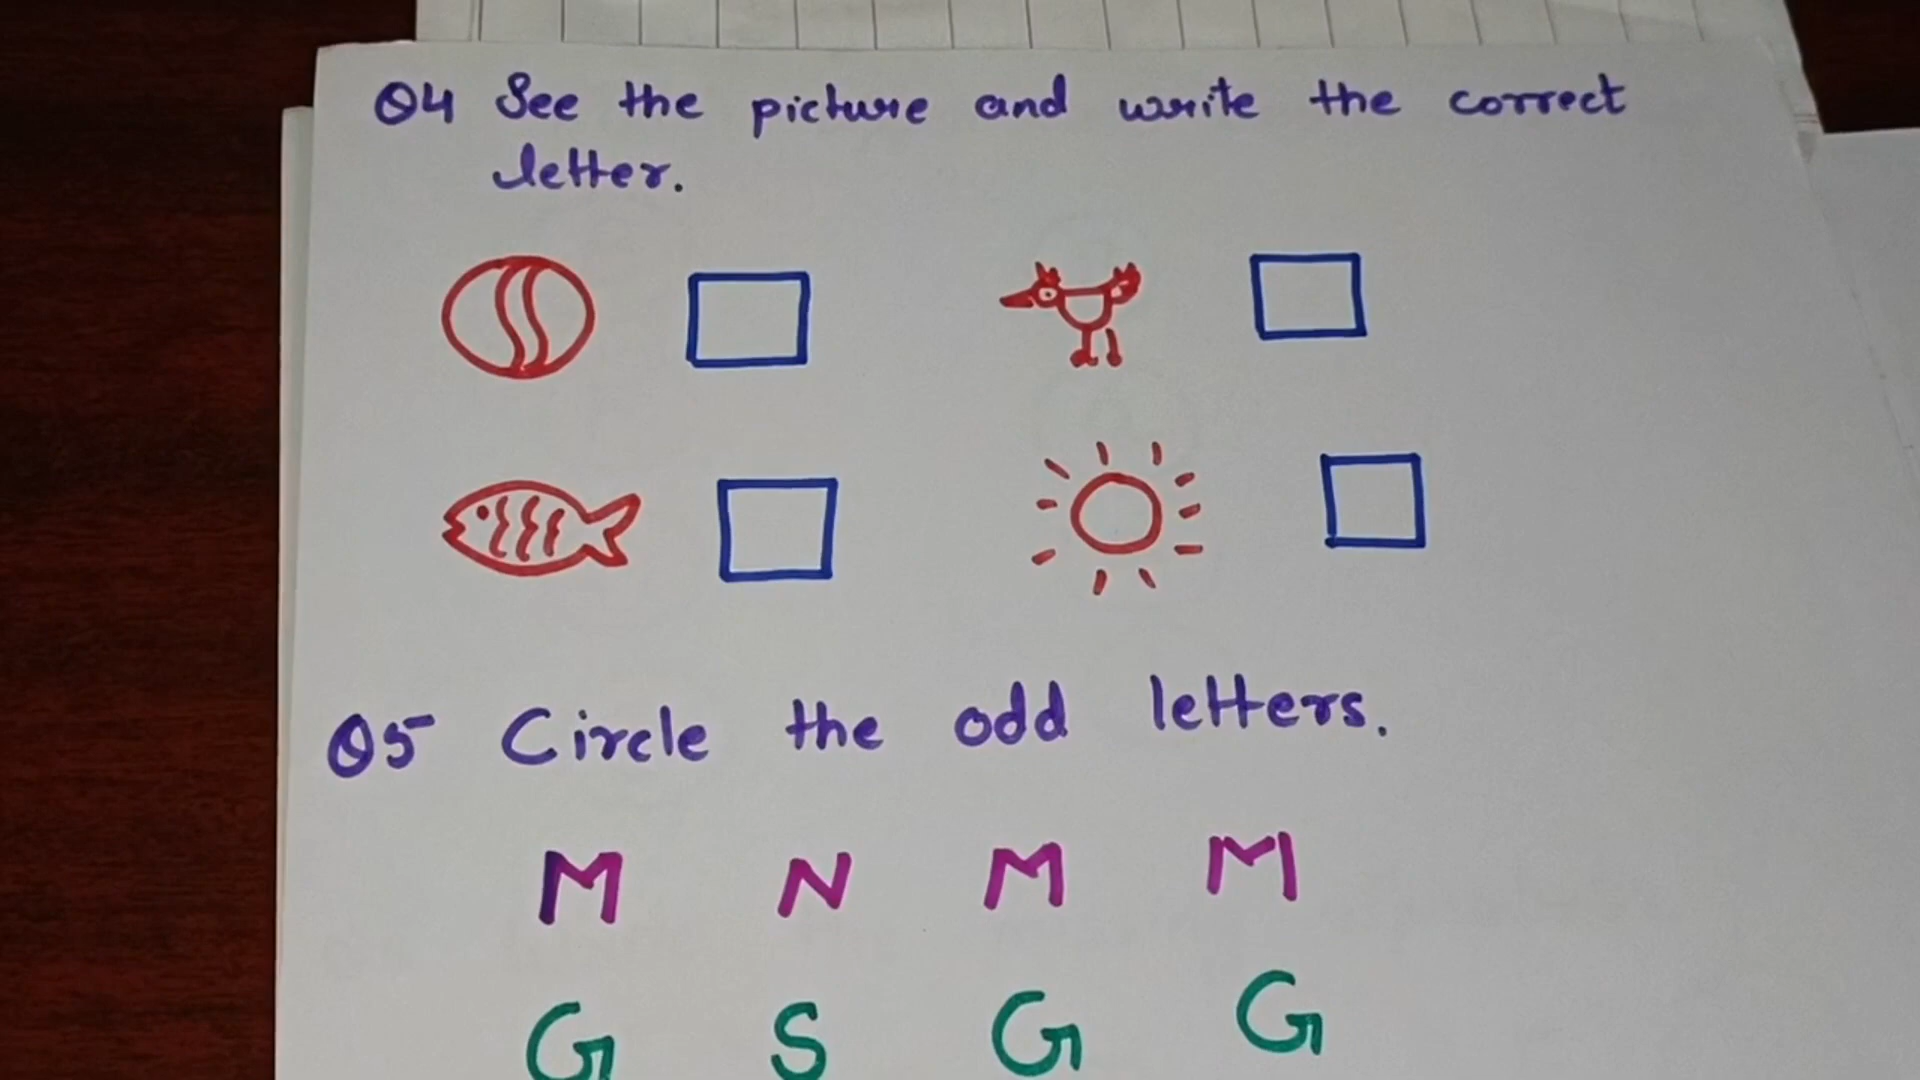 Q4 See the picture and write the correct
letter.
Q5 Circle the odd letters.
M N M M
G S G G